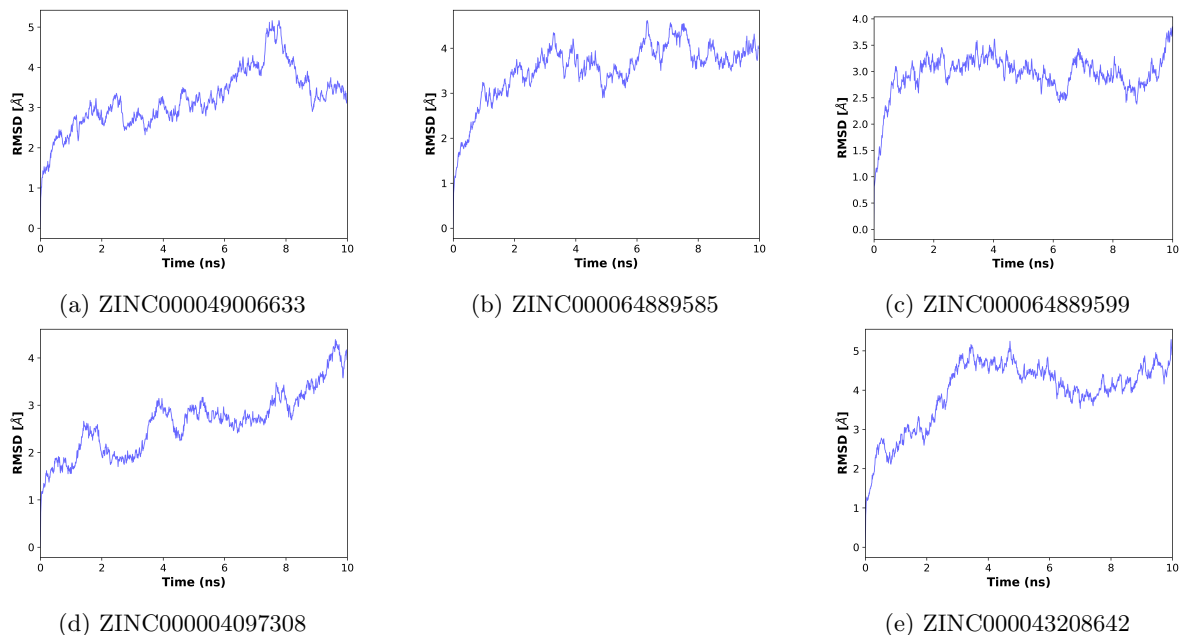 RMSD [Å]
5
4
3
2
1
0
0 2 4 6 8 10
Time (ns)
(a) ZINC000049006633
RMSD [Å]
4
3
2
1
0
0 2 4 6 8 10
Time (ns)
(b) ZINC000064889585
RMSD [Å]
4.0
3.5
3.0
2.5
2.0
1.5
1.0
0.5
0.0
0 2 4 6 8 10
Time (ns)
(c) ZINC000064889599
RMSD [Å]
4
3
2
1
0
0 2 4 6 8 10
Time (ns)
(d) ZINC000004097308
RMSD [Å]
5
4
3
2
1
0
0 2 4 6 8 10
Time (ns)
(e) ZINC000043208642